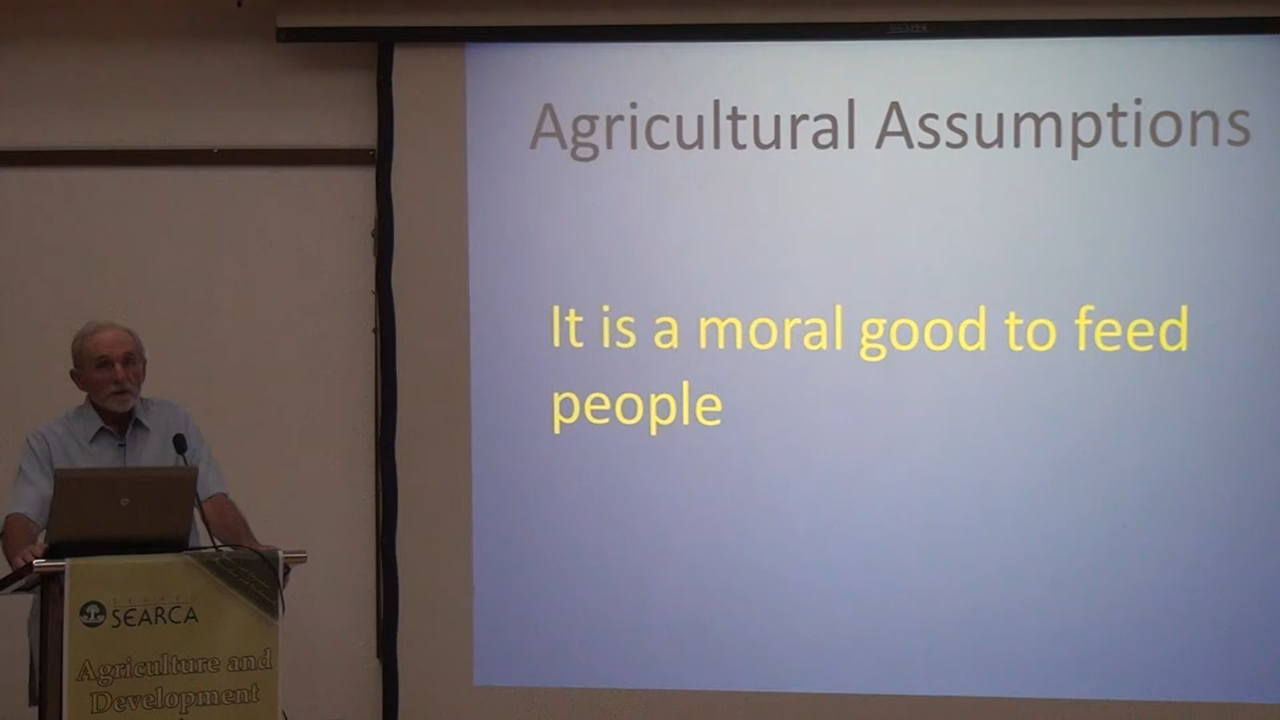 Agricultural Assumptions
It is a moral good to feed
people
SEARCA
Agriculture and
Development